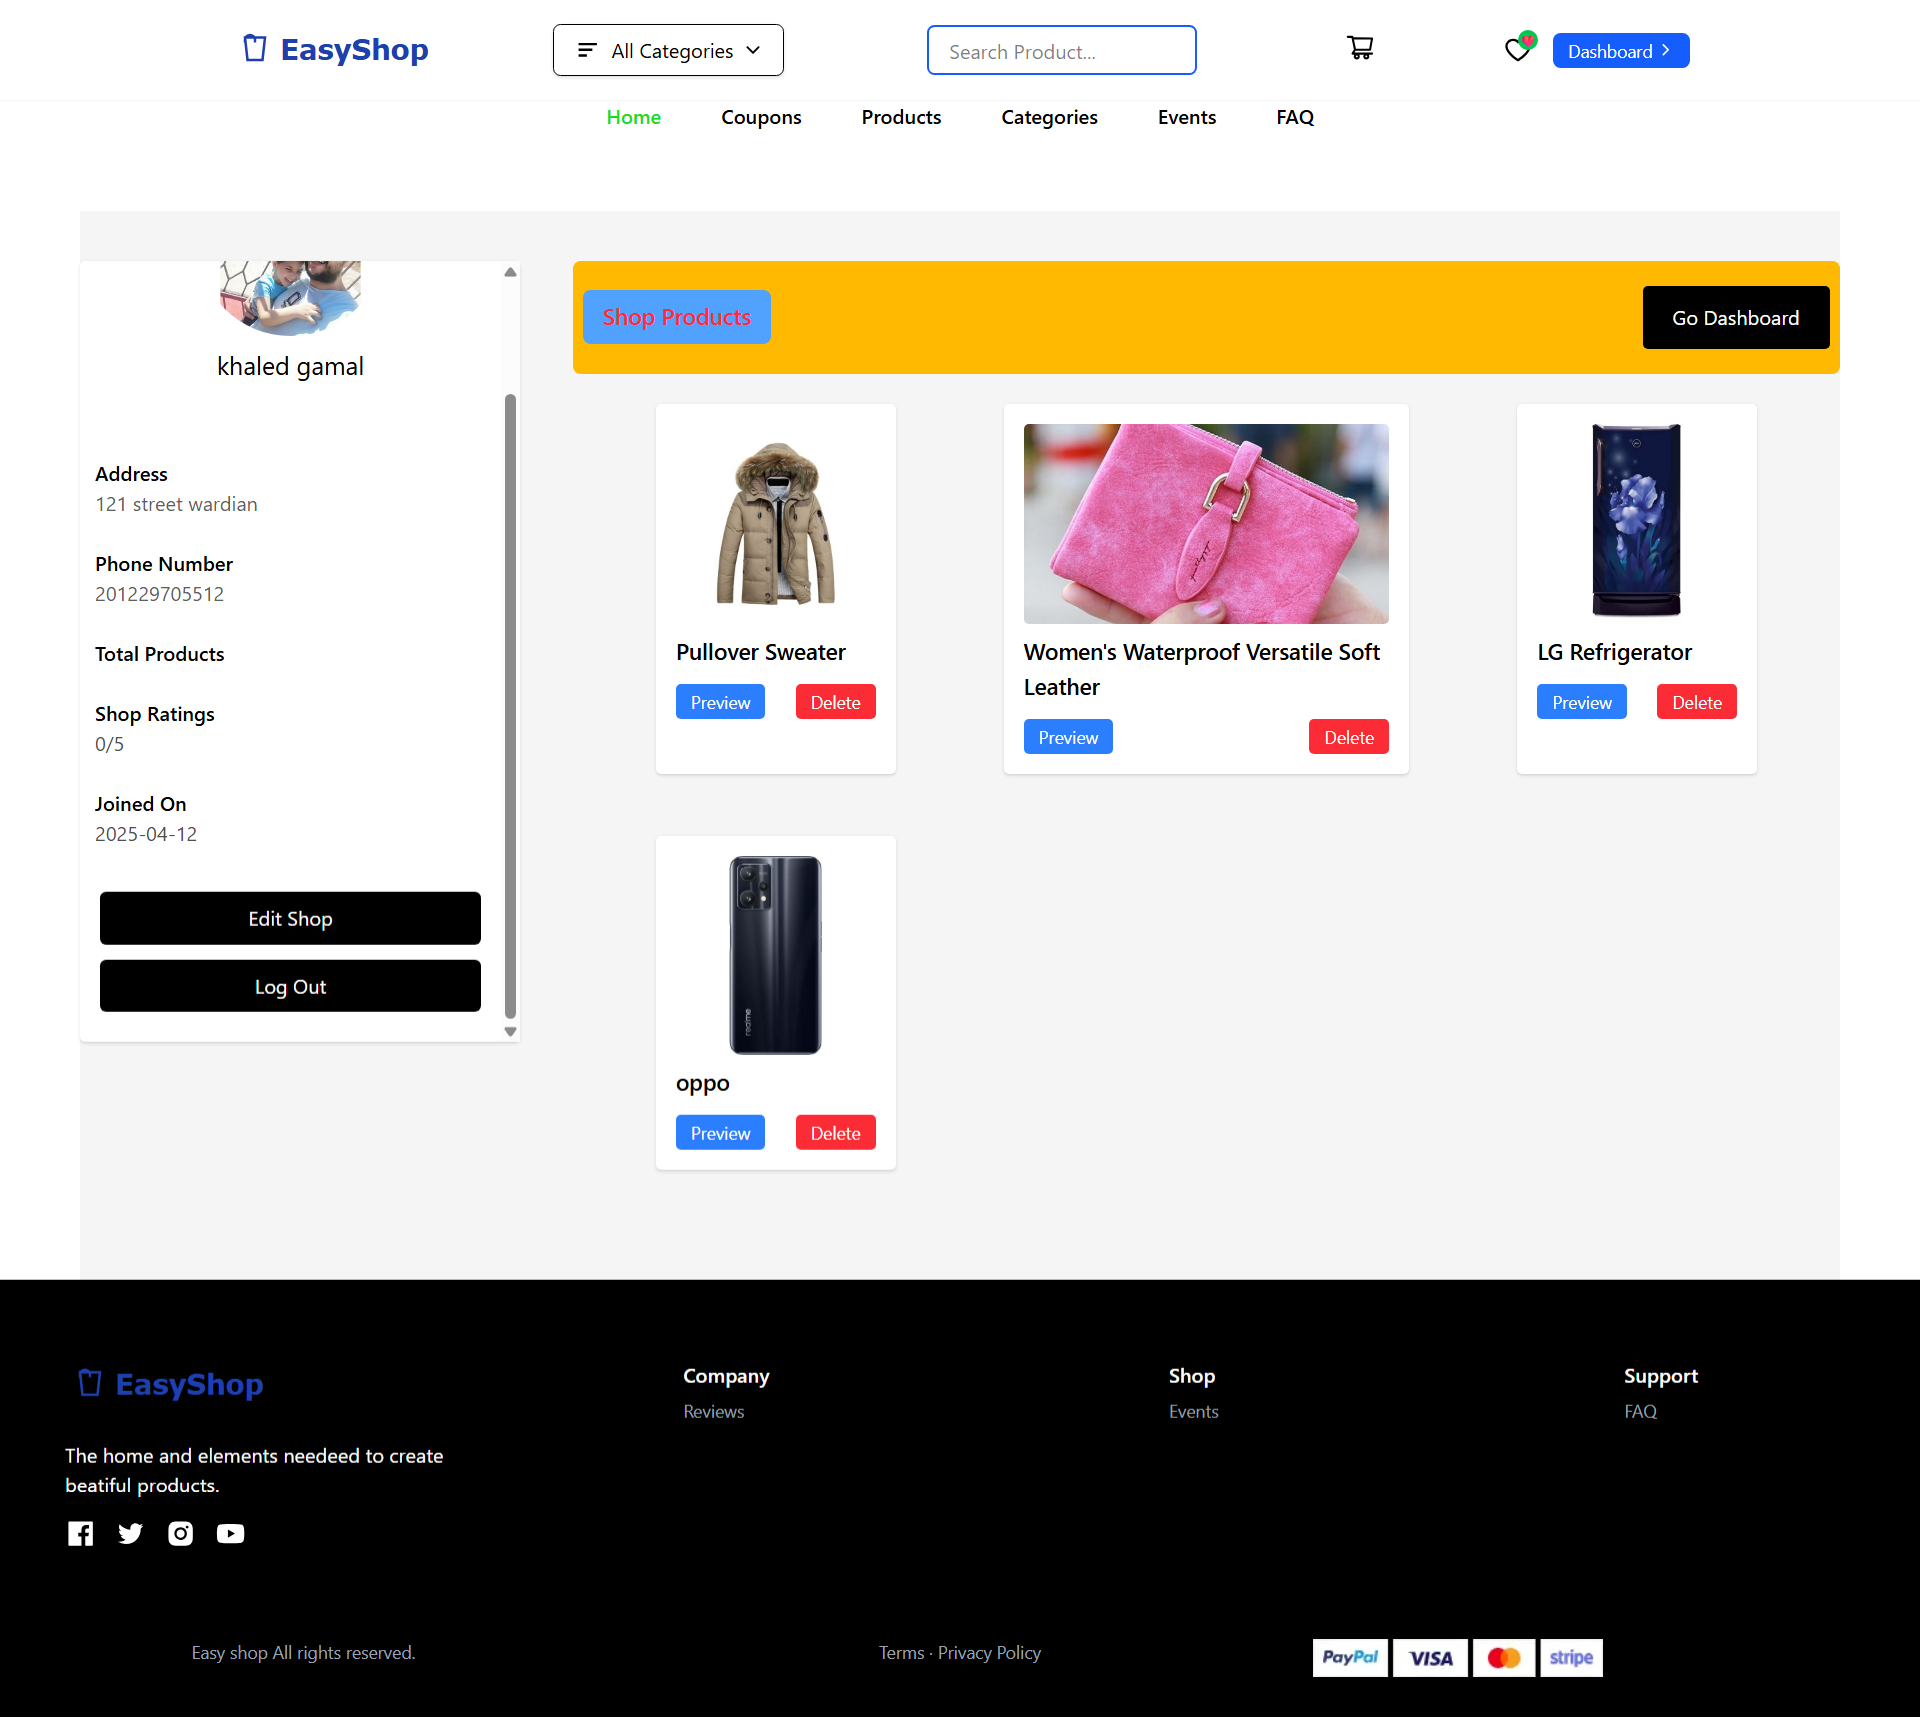 EasyShop
All Categories
Search Product...
Dashboard
Home
Coupons
Products
Categories
Events
FAQ
khaled gamal
Address
121 street wardian
Phone Number
201229705512
Total Products
Shop Ratings
0/5
Joined On
2025-04-12
Edit Shop
Log Out
Shop Products
Go Dashboard
Pullover Sweater
Preview
Delete
Women's Waterproof Versatile Soft
Leather
Preview
Delete
LG Refrigerator
Preview
Delete
realme
oppo
Preview
Delete
EasyShop
The home and elements needeed to create
beatiful products.
Company
Reviews
Shop
Events
Support
FAQ
Easy shop All rights reserved.
Terms · Privacy Policy
PayPal
VISA
stripe